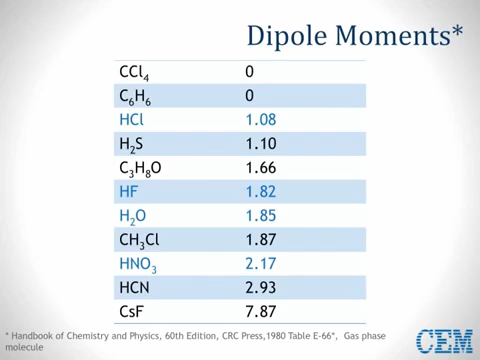 Dipole Moments*
CCl₄ 0
C₆H₆ 0
HCl 1.08
H₂S 1.10
C₃H₈O 1.66
HF 1.82
H₂O 1.85
CH₃Cl 1.87
HNO₃ 2.17
HCN 2.93
CsF 7.87
* Handbook of Chemistry and Physics, 60th Edition, CRC Press,1980 Table E-66*, Gas phase
molecule
CEM